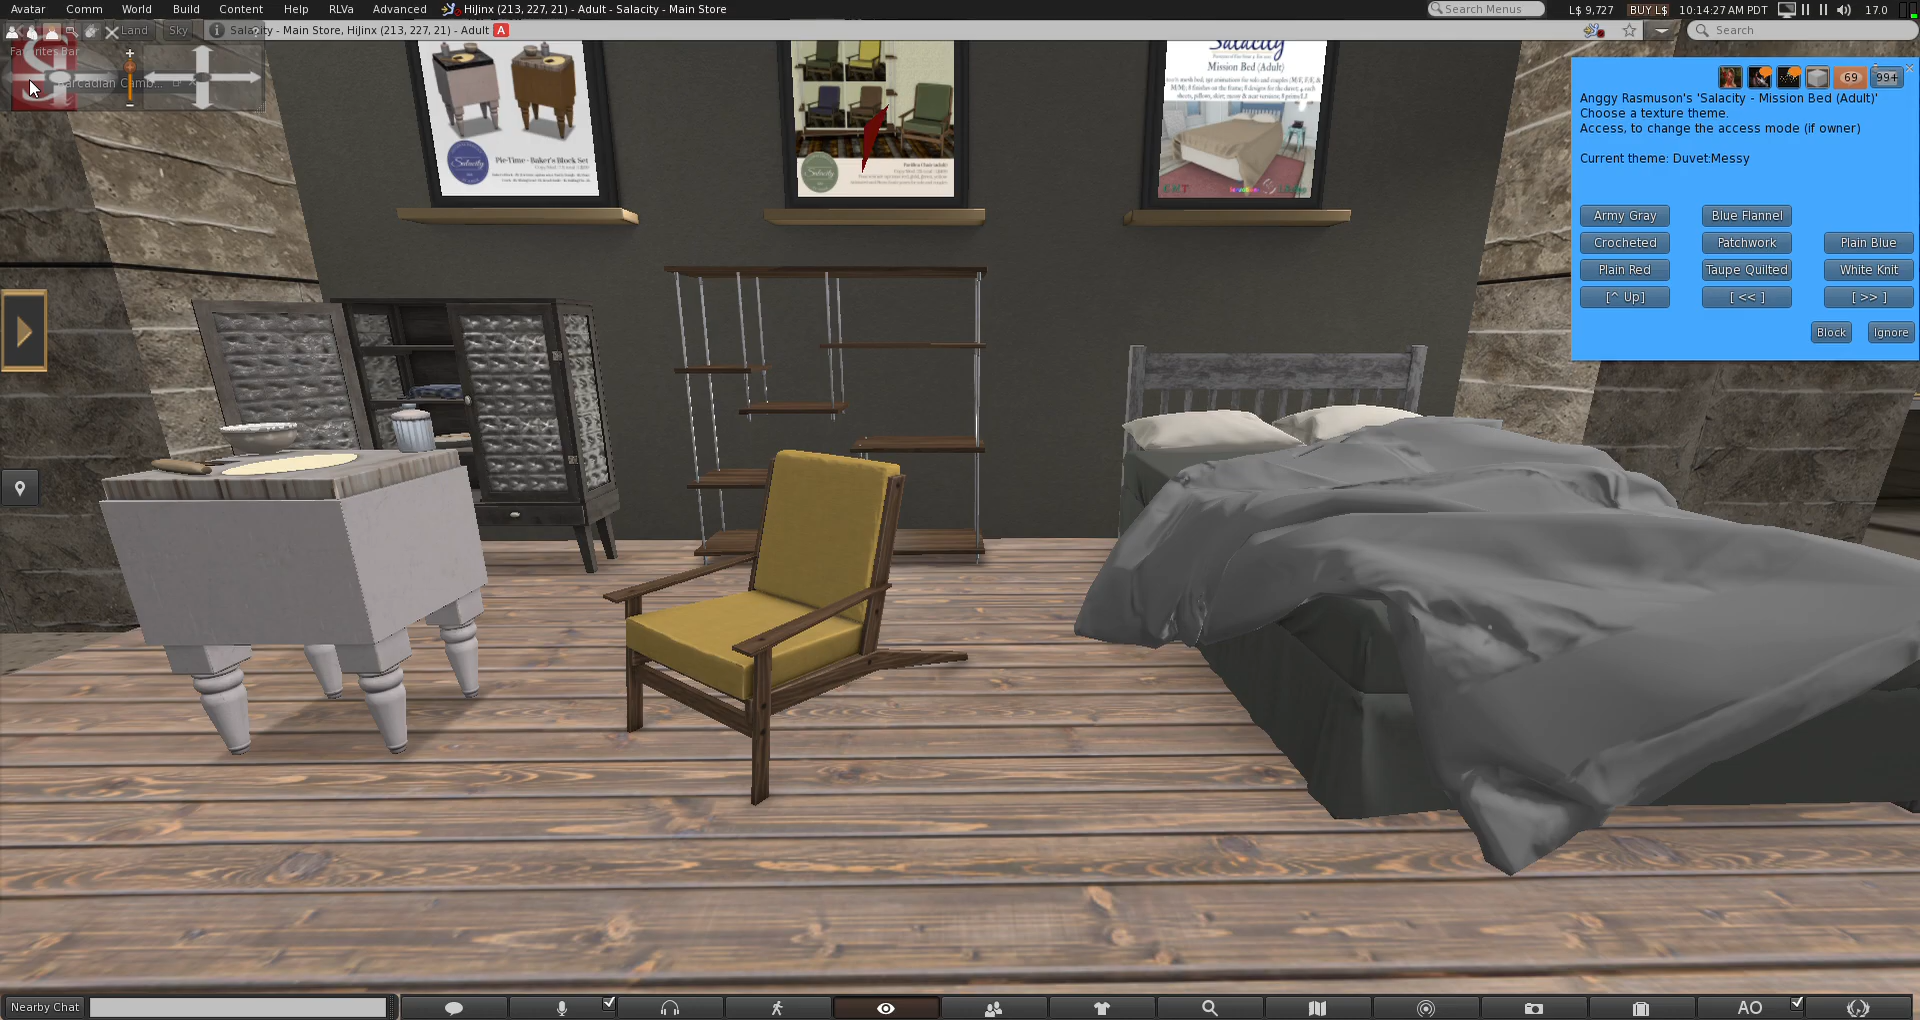 Avatar Comm World Build Content Help RLVa Advanced HiJinx (213, 227, 21) - Adult - Salacity - Main Store
Search Menus
L$ 9,727 BUY L$ 10:14:27 AM PDT 17.0
Land Sky Salacity - Main Store, HiJinx (213, 227, 21) - Adult A
Search
Favorites Bar
69 99+
Anggy Rasmuson's 'Salacity - Mission Bed (Adult)'
Choose a texture theme.
Access, to change the access mode (if owner)
Current theme: Duvet:Messy
Army Gray Blue Flannel
Crocheted Patchwork Plain Blue
Plain Red Taupe Quilted White Knit
[^ Up] [ << ] [ >> ]
Block Ignore
Salacity
Pie-Time - Baker's Block Set
Salacity
Salacity
Mission Bed (Adult)
Nearby Chat
AO